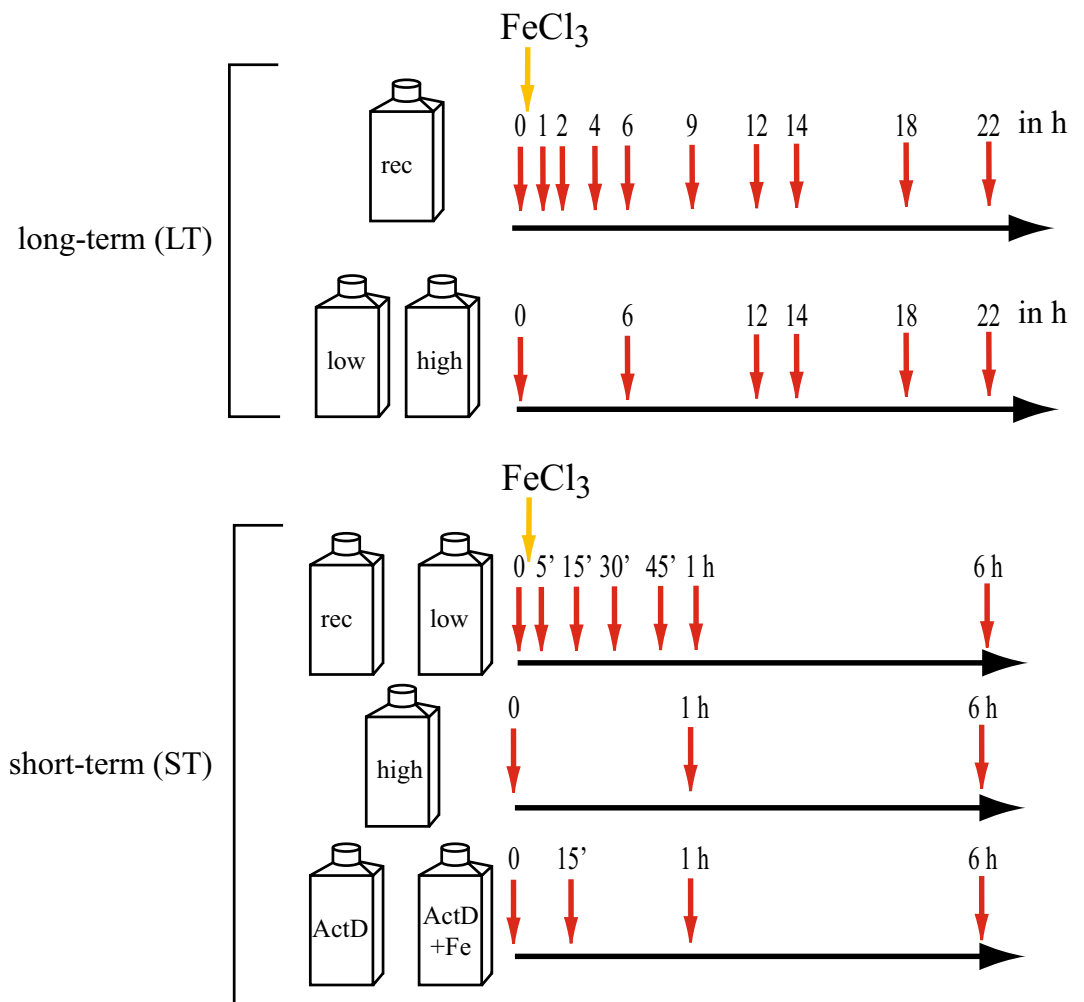 FeCl3
0 1 2 4 6 9 12 14 18 22 in h
rec
long-term (LT)
0 6 12 14 18 22 in h
low high
FeCl3
0 5’ 15’ 30’ 45’ 1 h 6 h
rec low
0 1 h 6 h
short-term (ST)
high
0 15’ 1 h 6 h
ActD
ActD
+Fe